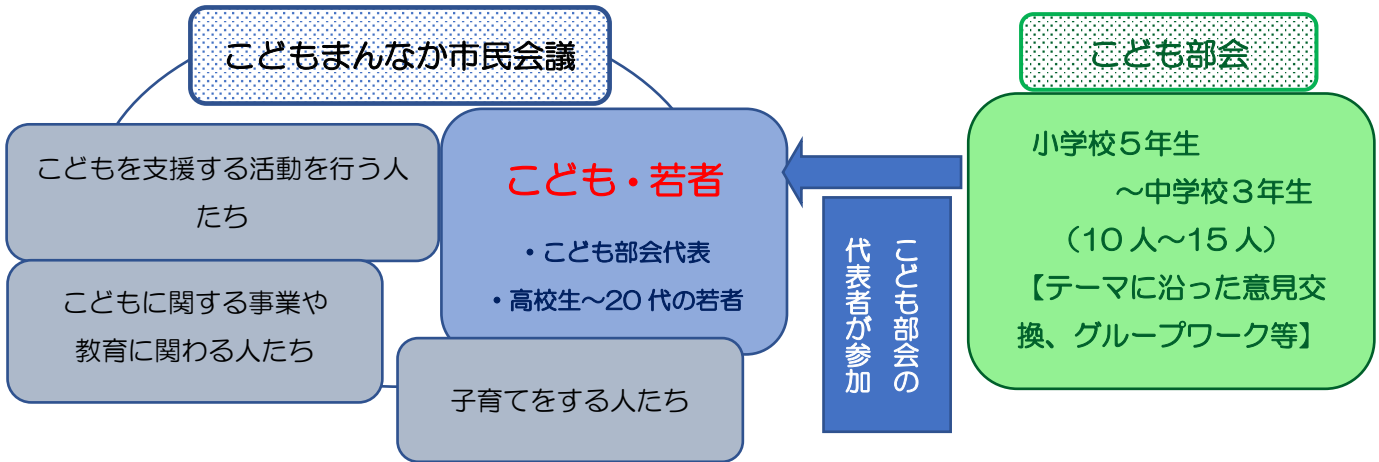 こどもまんなか市民会議
こどもを支援する活動を行う人
たち
こどもに関する事業や
教育に関わる人たち
こども・若者
・こども部会代表
・高校生~20代の若者
子育てをする人たち
こども部会の
代表者が参加
こども部会
小学校5年生
~中学校3年生
(10人~15人)
【テーマに沿った意見交
換、グループワーク等】